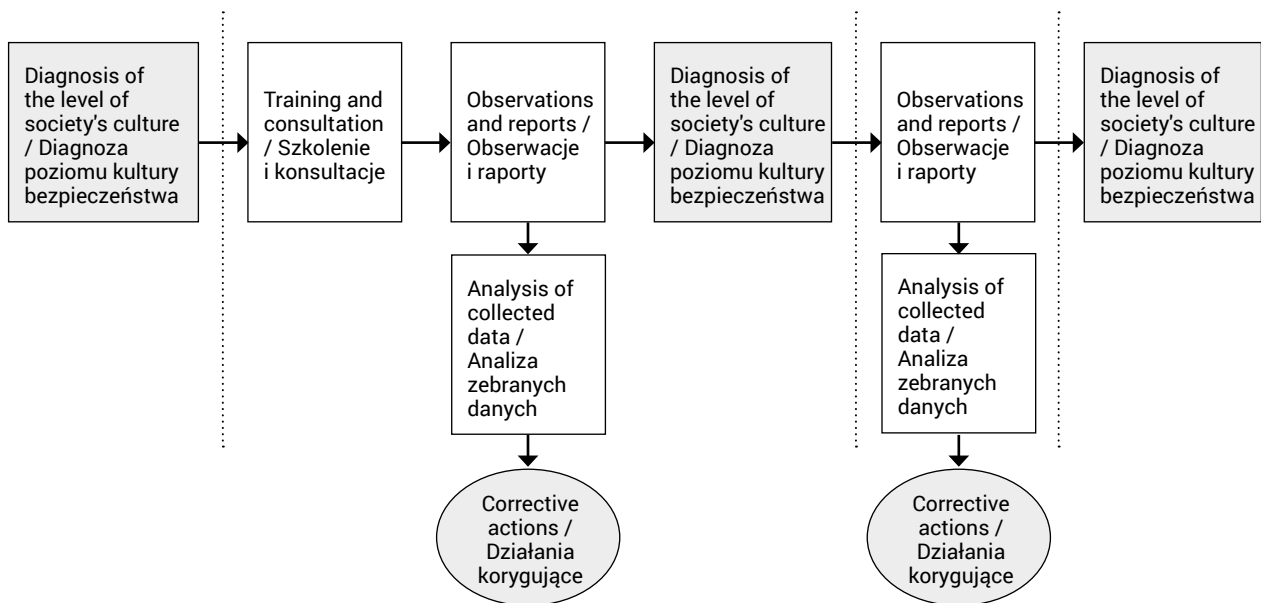 Diagnosis of
the level of
society's culture
/ Diagnoza
poziomu kultury
bezpieczeństwa
Training and
consultation
/ Szkolenie
i konsultacje
Observations
and reports /
Obserwacje
i raporty
Diagnosis of
the level of
society's culture
/ Diagnoza
poziomu kultury
bezpieczeństwa
Observations
and reports /
Obserwacje
i raporty
Diagnosis of
the level of
society's culture
/ Diagnoza
poziomu kultury
bezpieczeństwa
Analysis of
collected
data /
Analiza
zebranych
danych
Analysis of
collected
data /
Analiza
zebranych
danych
Corrective
actions /
Działania
korygujące
Corrective
actions /
Działania
korygujące